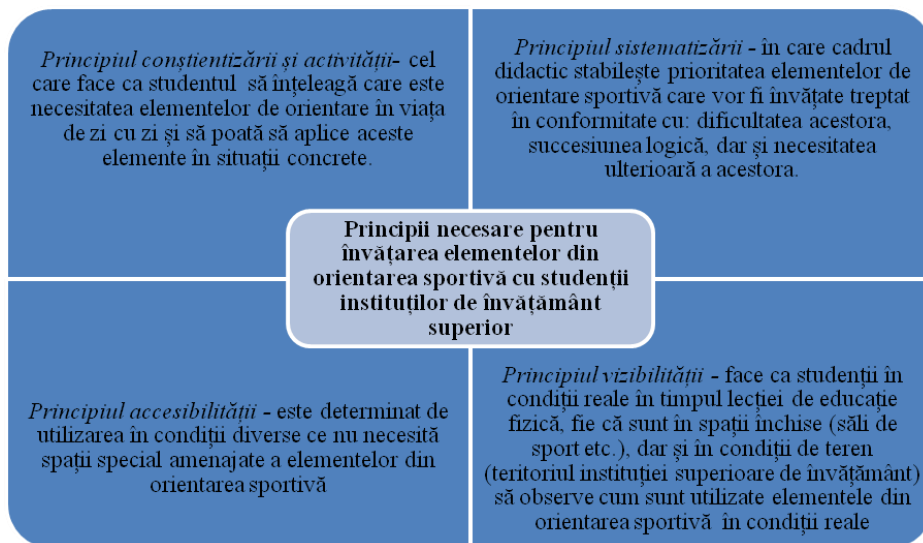 Principiul conștientizării și activității- cel
care face ca studentul să înțeleagă care este
necesitatea elementelor de orientare în viața
de zi cu zi și să poată să aplice aceste
elemente în situații concrete.
Principiul sistematizării - în care cadrul
didactic stabilește prioritatea elementelor de
orientare sportivă care vor fi învățate treptat
în conformitate cu: dificultatea acestora,
succesiunea logică, dar și necesitatea
ulterioară a acestora.
Principii necesare pentru
învățarea elementelor din
orientarea sportivă cu studenții
instituților de învățământ
superior
Principiul accesibilității - este determinat de
utilizarea în condiții diverse ce nu necesită
spații special amenajate a elementelor din
orientarea sportivă
Principiul vizibilității - face ca studenții în
condiții reale în timpul lecției de educație
fizică, fie că sunt în spații închise (săli de
sport etc.), dar și în condiții de teren
(teritoriul instituției superioare de învățământ)
să observe cum sunt utilizate elementele din
orientarea sportivă în condiții reale